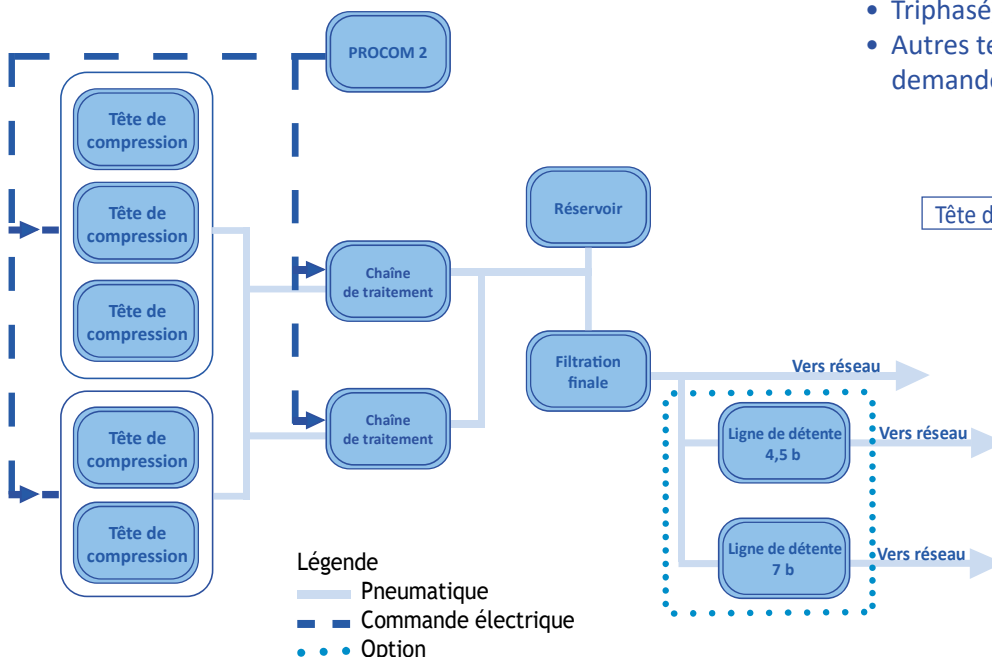 • Triphasé
• Autres
demand
PROCOM 2
Tête de
compression
Tête de
compression
Tête de
compression
Tête de
compression
Tête de
compression
Chaîne
de traitement
Chaîne
de traitement
Réservoir
Filtration
finale
Tête d
Vers réseau
Ligne de détente
4,5 b
Vers réseau
Ligne de détente
7 b
Vers réseau
Légende
Pneumatique
Commande électrique
Option